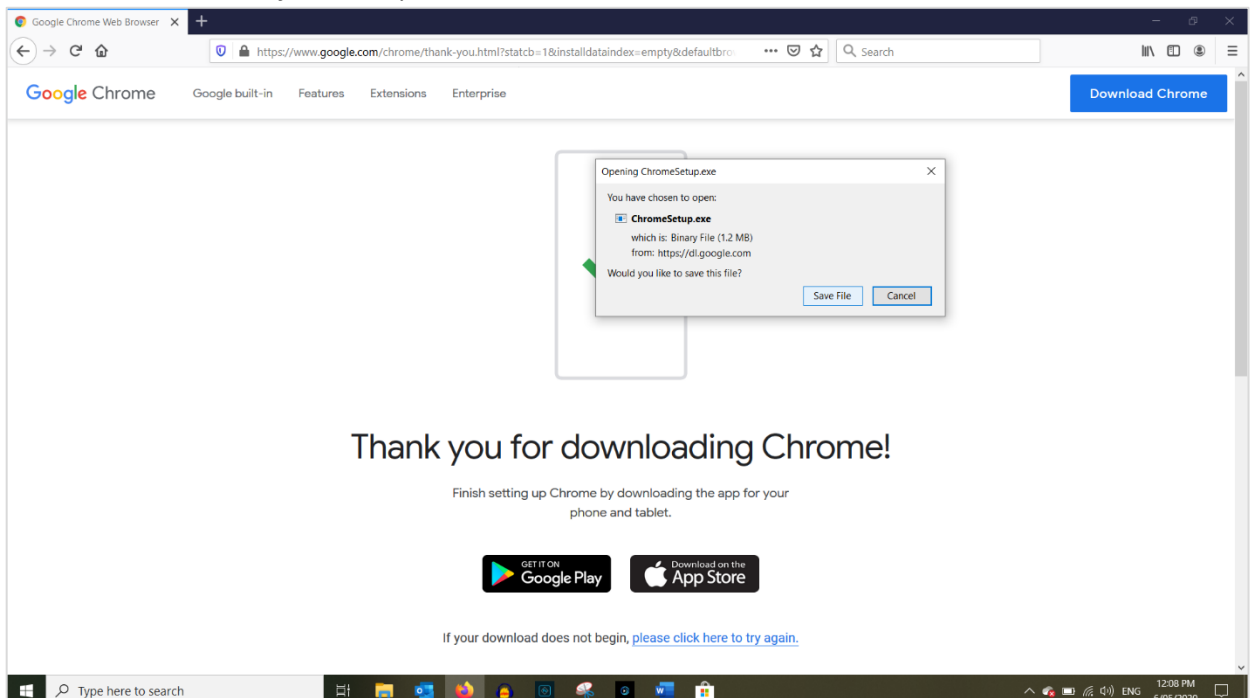 Google Chrome Web Browser
https://www.google.com/chrome/thank-you.html?statcb=1&installdataindex=empty&defaultbro
Search
Google Chrome
Google built-in
Features
Extensions
Enterprise
Download Chrome
Opening ChromeSetup.exe
You have chosen to open:
ChromeSetup.exe
which is: Binary File (1.2 MB)
from: https://dl.google.com
Would you like to save this file?
Save File
Cancel
Thank you for downloading Chrome!
Finish setting up Chrome by downloading the app for your
phone and tablet.
GET IT ON
Google Play
Download on the
App Store
If your download does not begin, please click here to try again.
Type here to search
ENG
12:08 PM